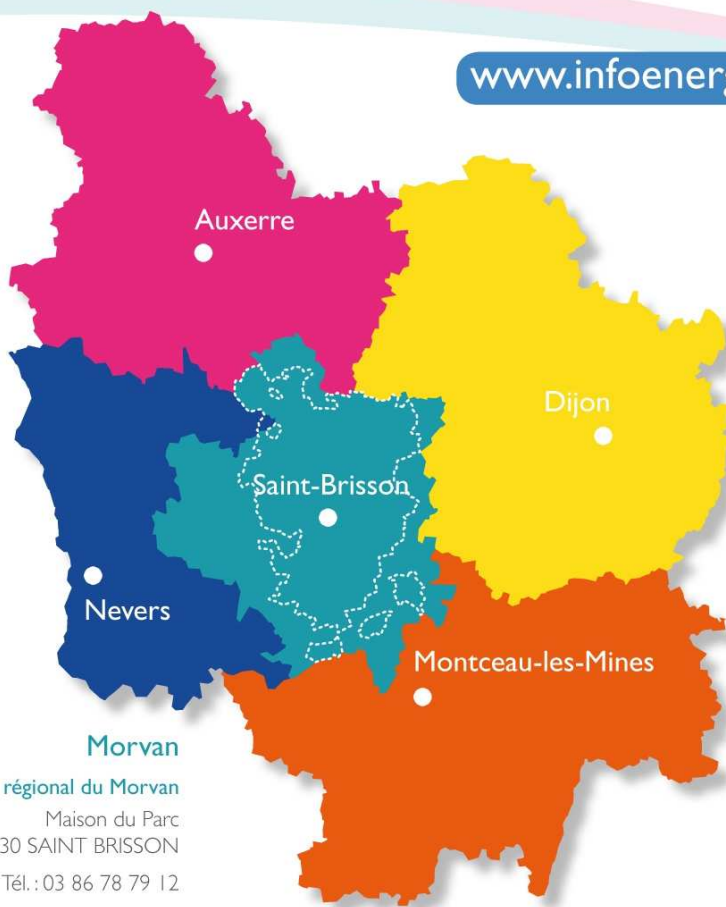 www.infoenerg
Auxerre
Dijon
Saint-Brisson
Nevers
Montceau-les-Mines
Morvan
régional du Morvan
Maison du Parc
30 SAINT BRISSON
Tél. : 03 86 78 79 12